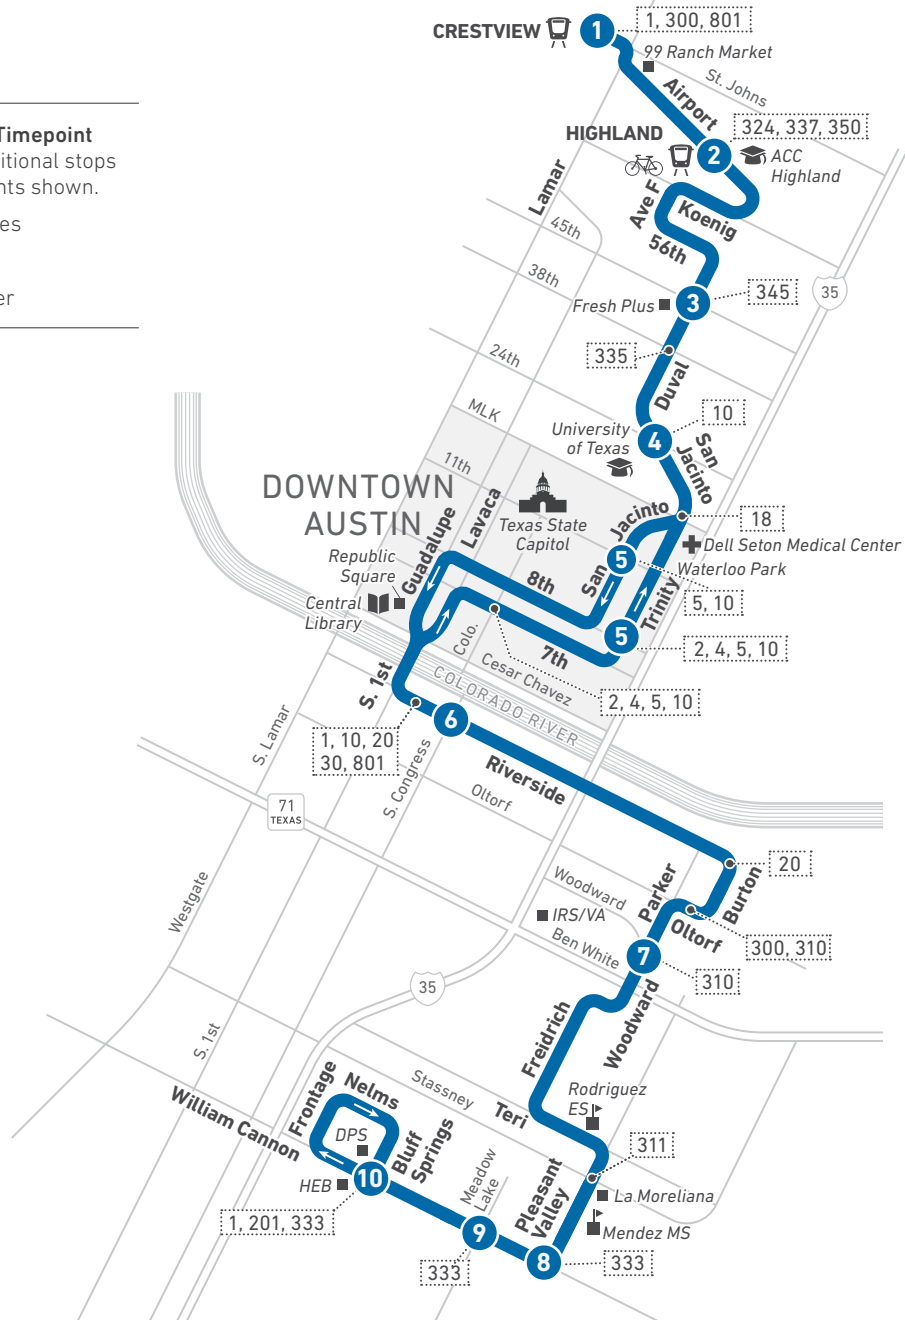 CRESTVIEW
1
1, 300, 801
99 Ranch Market
St. Johns
Airport
Timepoint
itional stops
nts shown.
es
er
HIGHLAND
2
324, 337, 350
ACC
Highland
Lamar
Ave F
Koenig
45th
56th
38th
Fresh Plus
3
345
35
335
24th
Duval
MLK
10
University
of Texas
4
San
Jacinto
11th
DOWNTOWN
AUSTIN
Guadalupe
Lavaca
Texas State
Capitol
San
Jacinto
18
Dell Seton Medical Center
Waterloo Park
Republic
Square
8th
5
Trinity
5, 10
Central
Library
5
2, 4, 5, 10
Colo.
7th
Cesar Chavez
2, 4, 5, 10
S. 1st
COLORADO RIVER
6
1, 10, 20
30, 801
S. Lamar
S. Congress
Riverside
Oltorf
71
TEXAS
20
Burton
Parker
Woodward
Westgate
IRS/VA
Oltorf
Ben White
300, 310
7
310
35
Woodward
Freidrich
S. 1st
Stassney
Rodriguez
ES
Teri
Frontage
Nelms
William Cannon
DPS
Bluff
Springs
311
HEB
10
Meadow
Lake
Pleasant
Valley
La Moreliana
1, 201, 333
9
Mendez MS
8
333
333